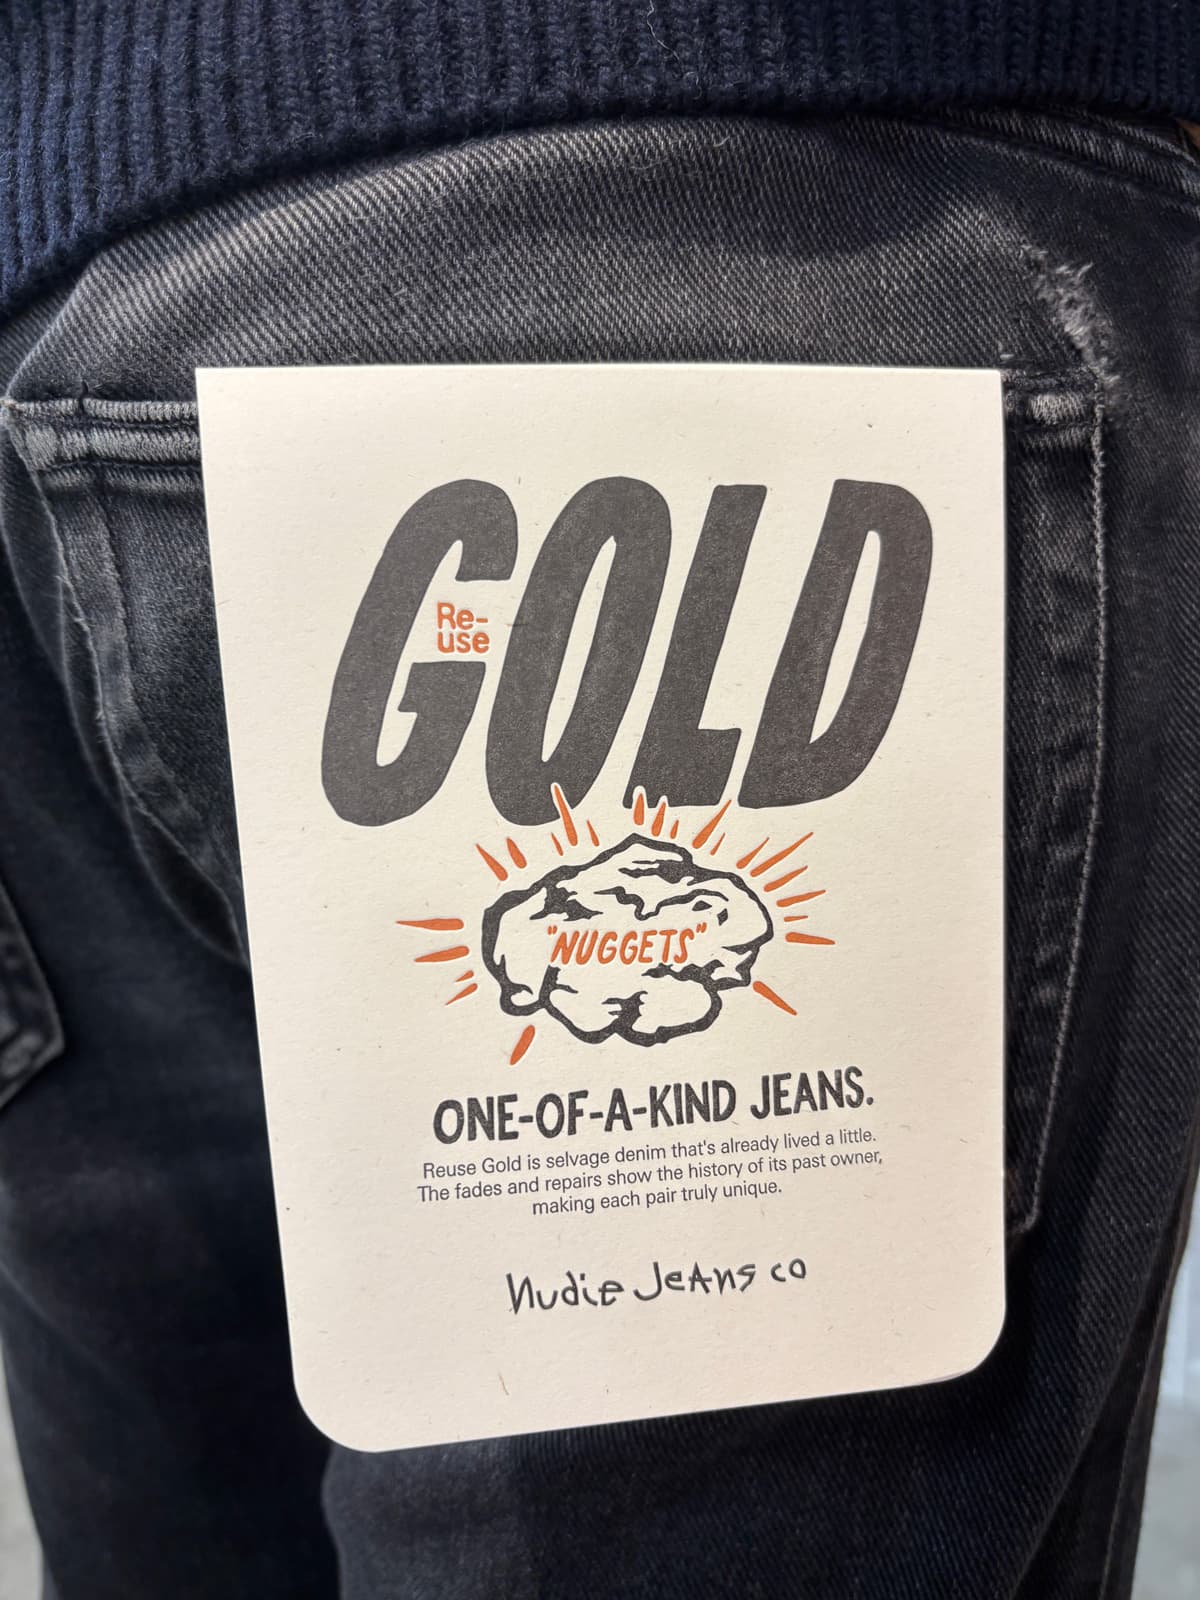 GOLD
Re-
use
"NUGGETS"
ONE-OF-A-KIND JEANS.
Reuse Gold is selvage denim that's already lived a little.
The fades and repairs show the history of its past owner,
making each pair truly unique.
Nudie Jeans co